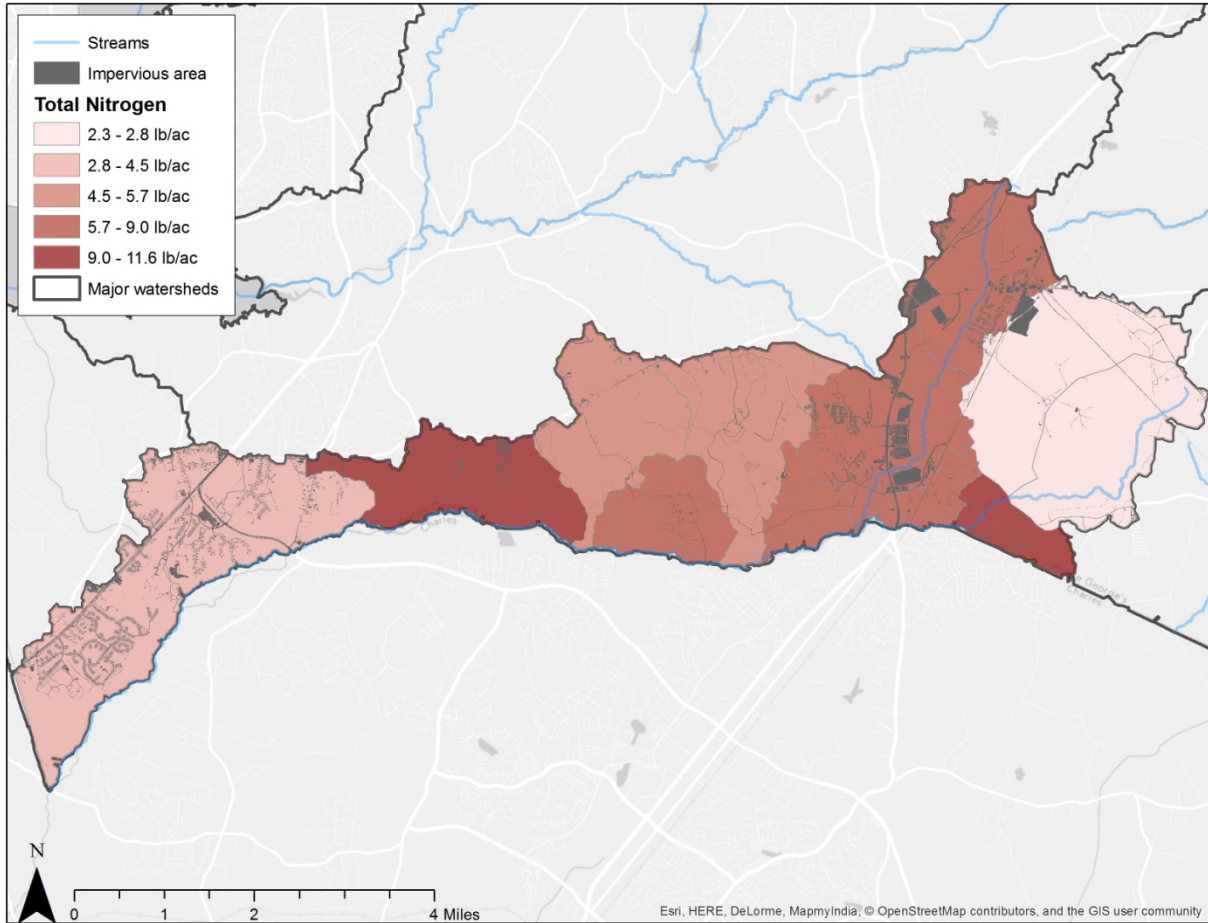 Streams
Impervious area
Total Nitrogen
2.3 - 2.8 lb/ac
2.8 - 4.5 lb/ac
4.5 - 5.7 lb/ac
5.7 - 9.0 lb/ac
9.0 - 11.6 lb/ac
Major watersheds
Charles
George's
Charles
N
0 1 2 4 Miles
Esri, HERE, DeLorme, MapmyIndia, © OpenStreetMap contributors, and the GIS user community